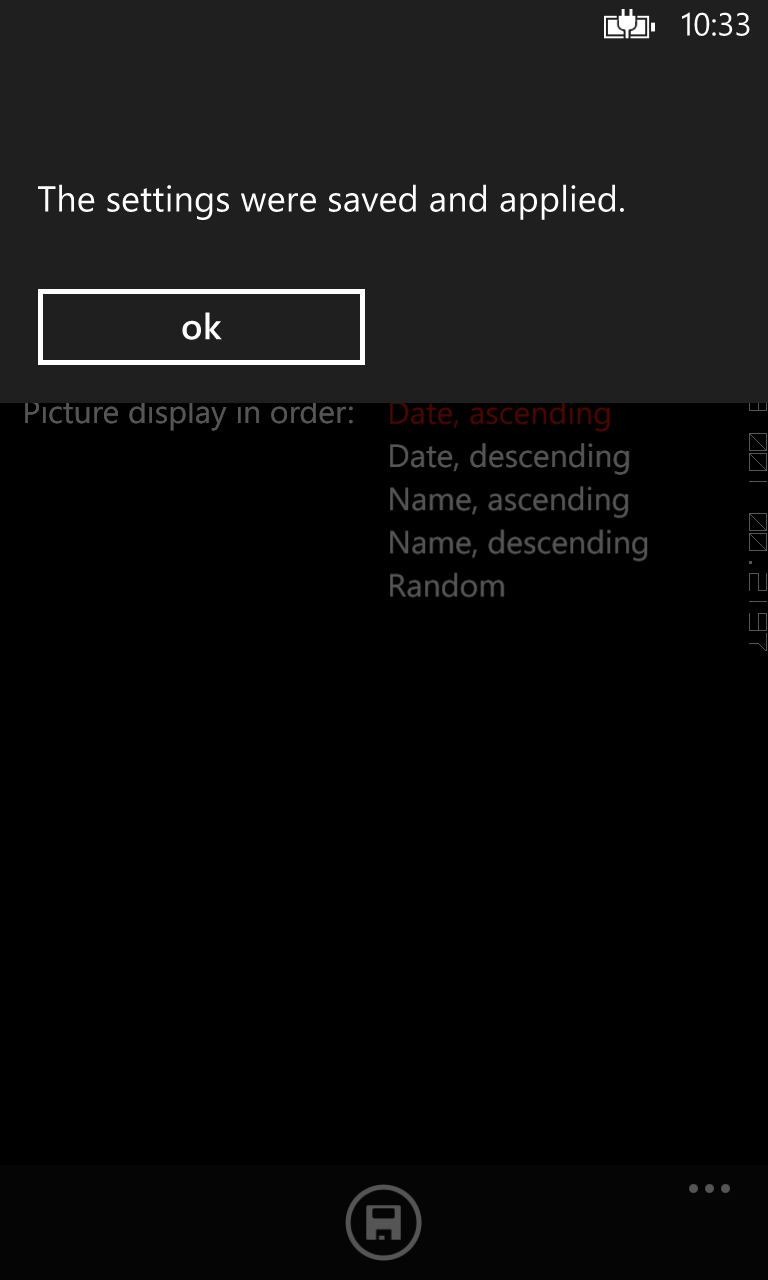 10:33
The settings were saved and applied.
ok
Picture display in order:
Date, ascending
Date, descending
Name, ascending
Name, descending
Random